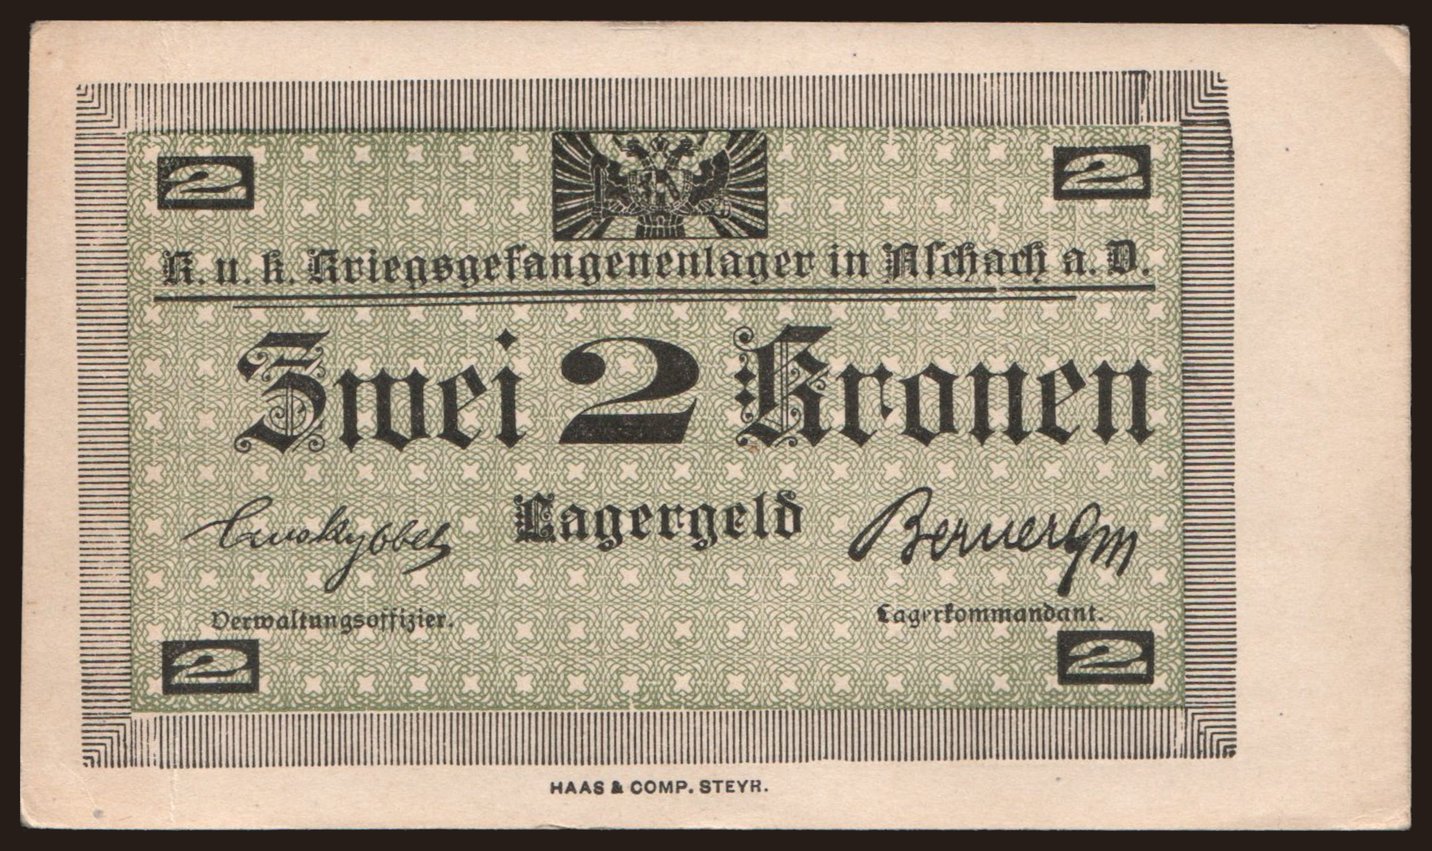 2 2
K. u. k. Kriegsgefangenenlager in Aschach a. D.
Zwei 2 Kronen
Lagergeld
Verwaltungsoffizier. Lagerkommandant.
2 2
HAAS & COMP. STEYR.